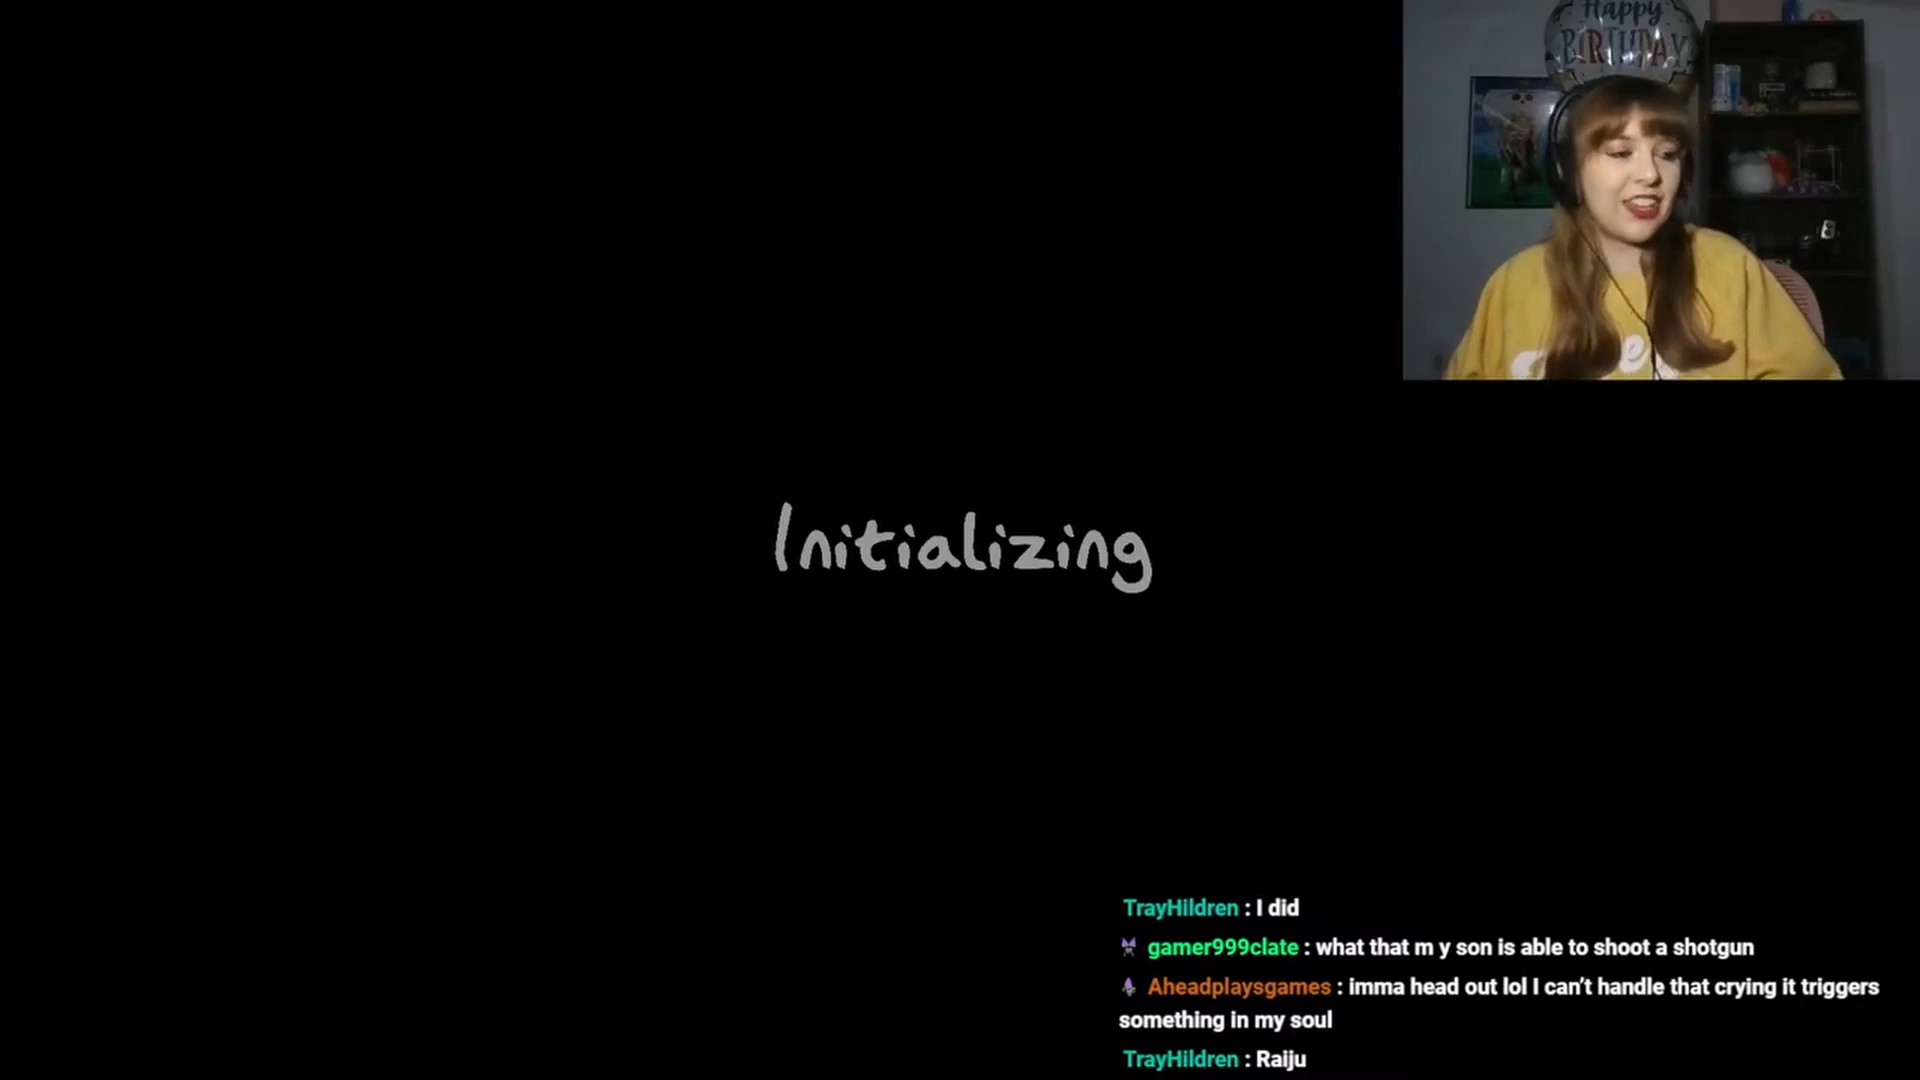 Happy
BIRTHDAY
Initializing
TrayHildren : I did
gamer999clate : what that m y son is able to shoot a shotgun
Aheadplaysgames : imma head out lol I can’t handle that crying it triggers
something in my soul
TrayHildren : Raiju